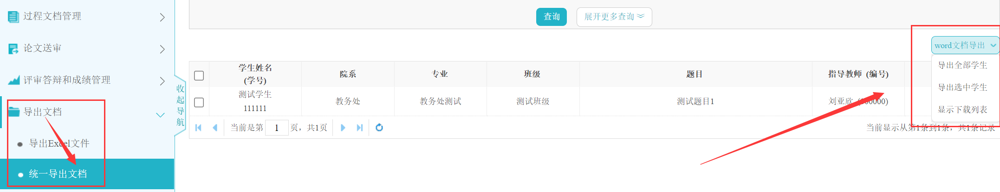 过程文档管理
论文送审
评审答辩和成绩管理
导出文档
导出Excel文件
统一导出文档
收起导航
查询
展开更多查询
word文档导出
导出全部学生
导出选中学生
显示下载列表
学生姓名
(学号)
院系
专业
班级
题目
指导教师 (编号)
测试学生
111111
教务处
教务处测试
测试班级
测试题目1
刘亚欣
当前是第 1 页，共1页
当前显示从第1条到1条，共1条记录